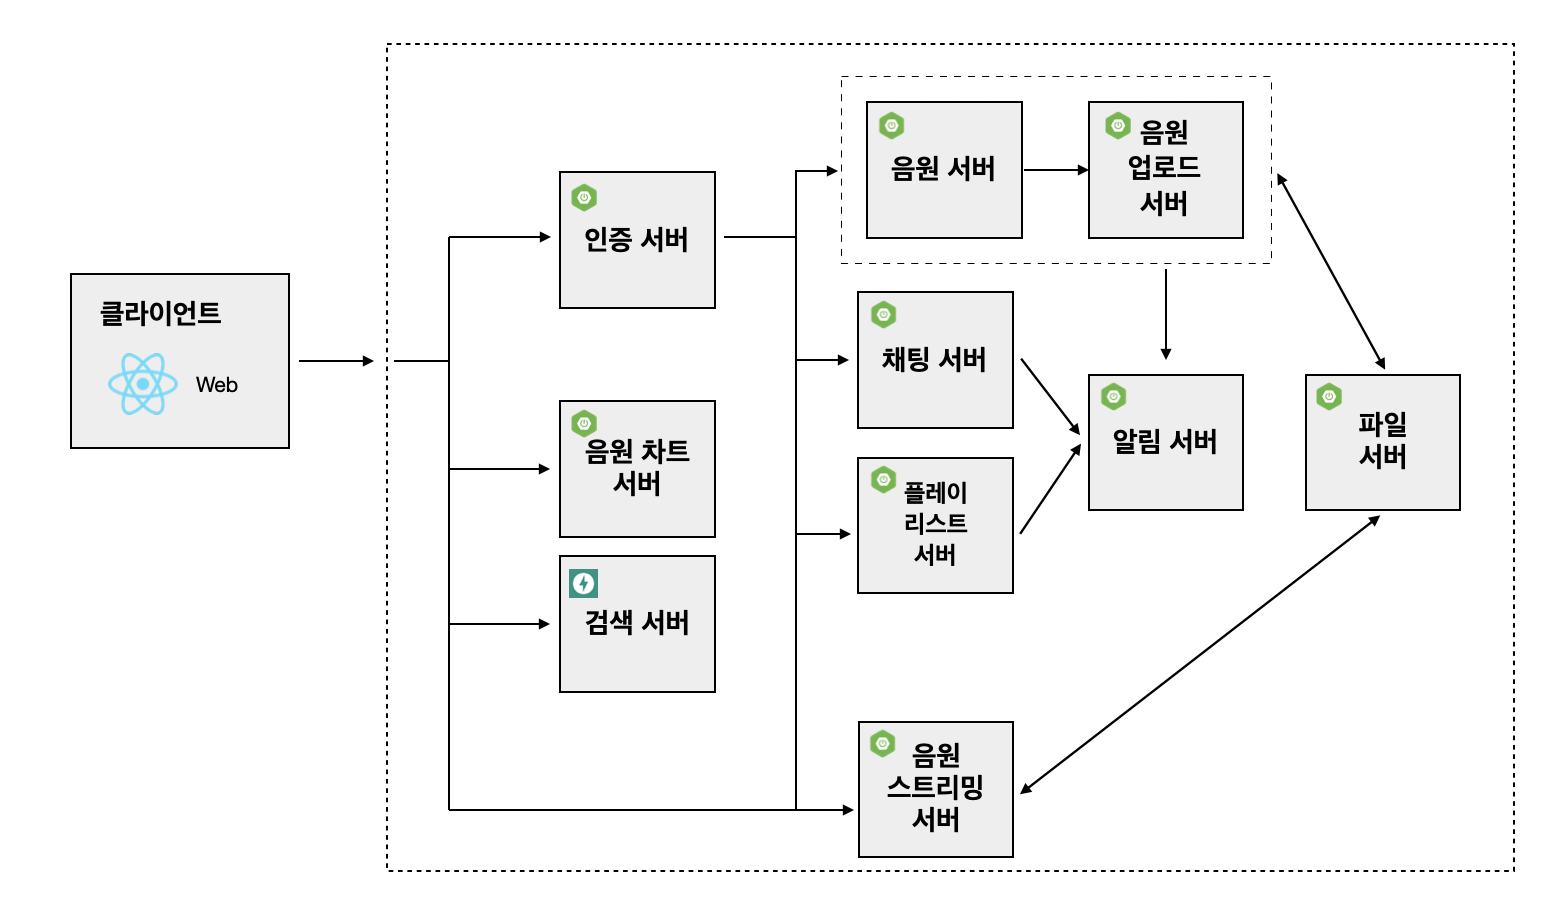 클라이언트
Web
인증 서버
음원 차트
서버
검색 서버
음원 서버
음원
업로드
서버
채팅 서버
플레이
리스트
서버
알림 서버
파일
서버
음원
스트리밍
서버